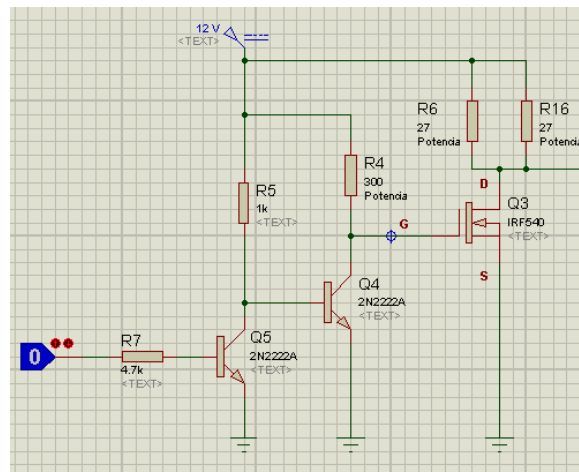 12 V
<TEXT>
R6
27
Potencia
R16
27
Potencia
R4
300
Potencia
D
Q3
IRF540
<TEXT>
R5
1k
<TEXT>
G
S
Q4
2N2222A
<TEXT>
R7
4.7k
<TEXT>
Q5
2N2222A
<TEXT>
0